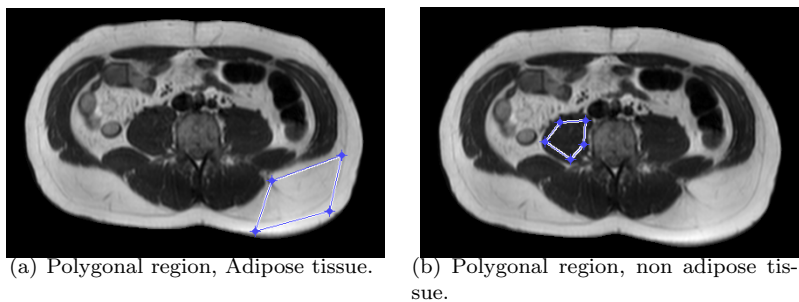 (a) Polygonal region, Adipose tissue.
(b) Polygonal region, non adipose tis-
sue.